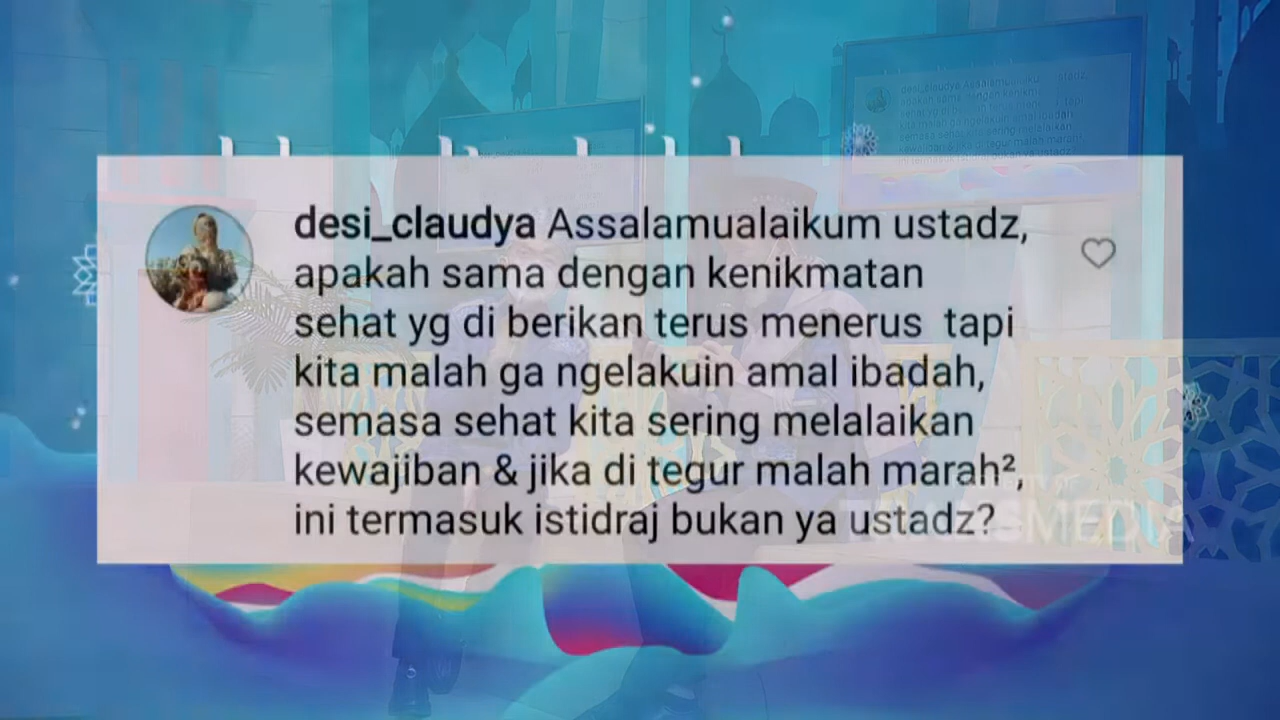 desi_claudya Assalamualaikum ustadz,
apakah sama dengan kenikmatan
sehat yg di berikan terus menerus tapi
kita malah ga ngelakuin amal ibadah,
semasa sehat kita sering melalaikan
kewajiban & jika di tegur malah marah²,
ini termasuk istidraj bukan ya ustadz?